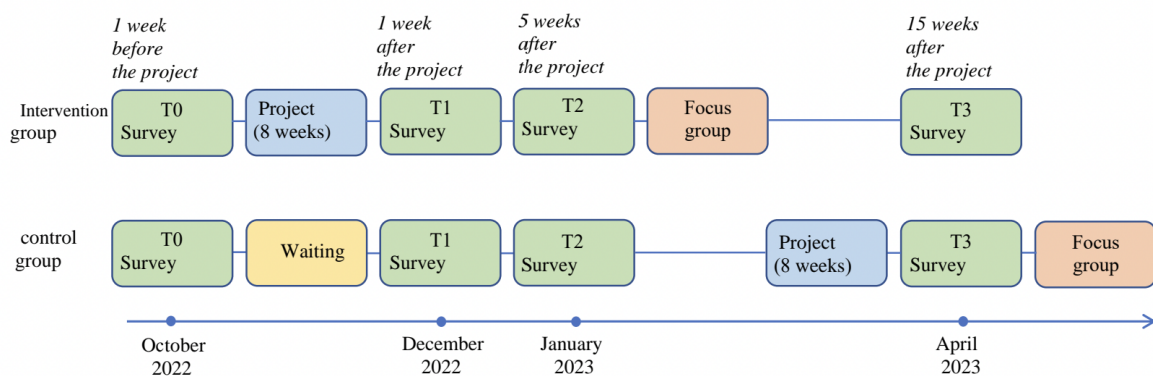 1 week
before
the project
1 week
after
the project
5 weeks
after
the project
15 weeks
after
the project
Intervention
group
T0
Survey
Project
(8 weeks)
T1
Survey
T2
Survey
Focus
group
T3
Survey
control
group
T0
Survey
Waiting
T1
Survey
T2
Survey
Project
(8 weeks)
T3
Survey
Focus
group
October
2022
December
2022
January
2023
April
2023